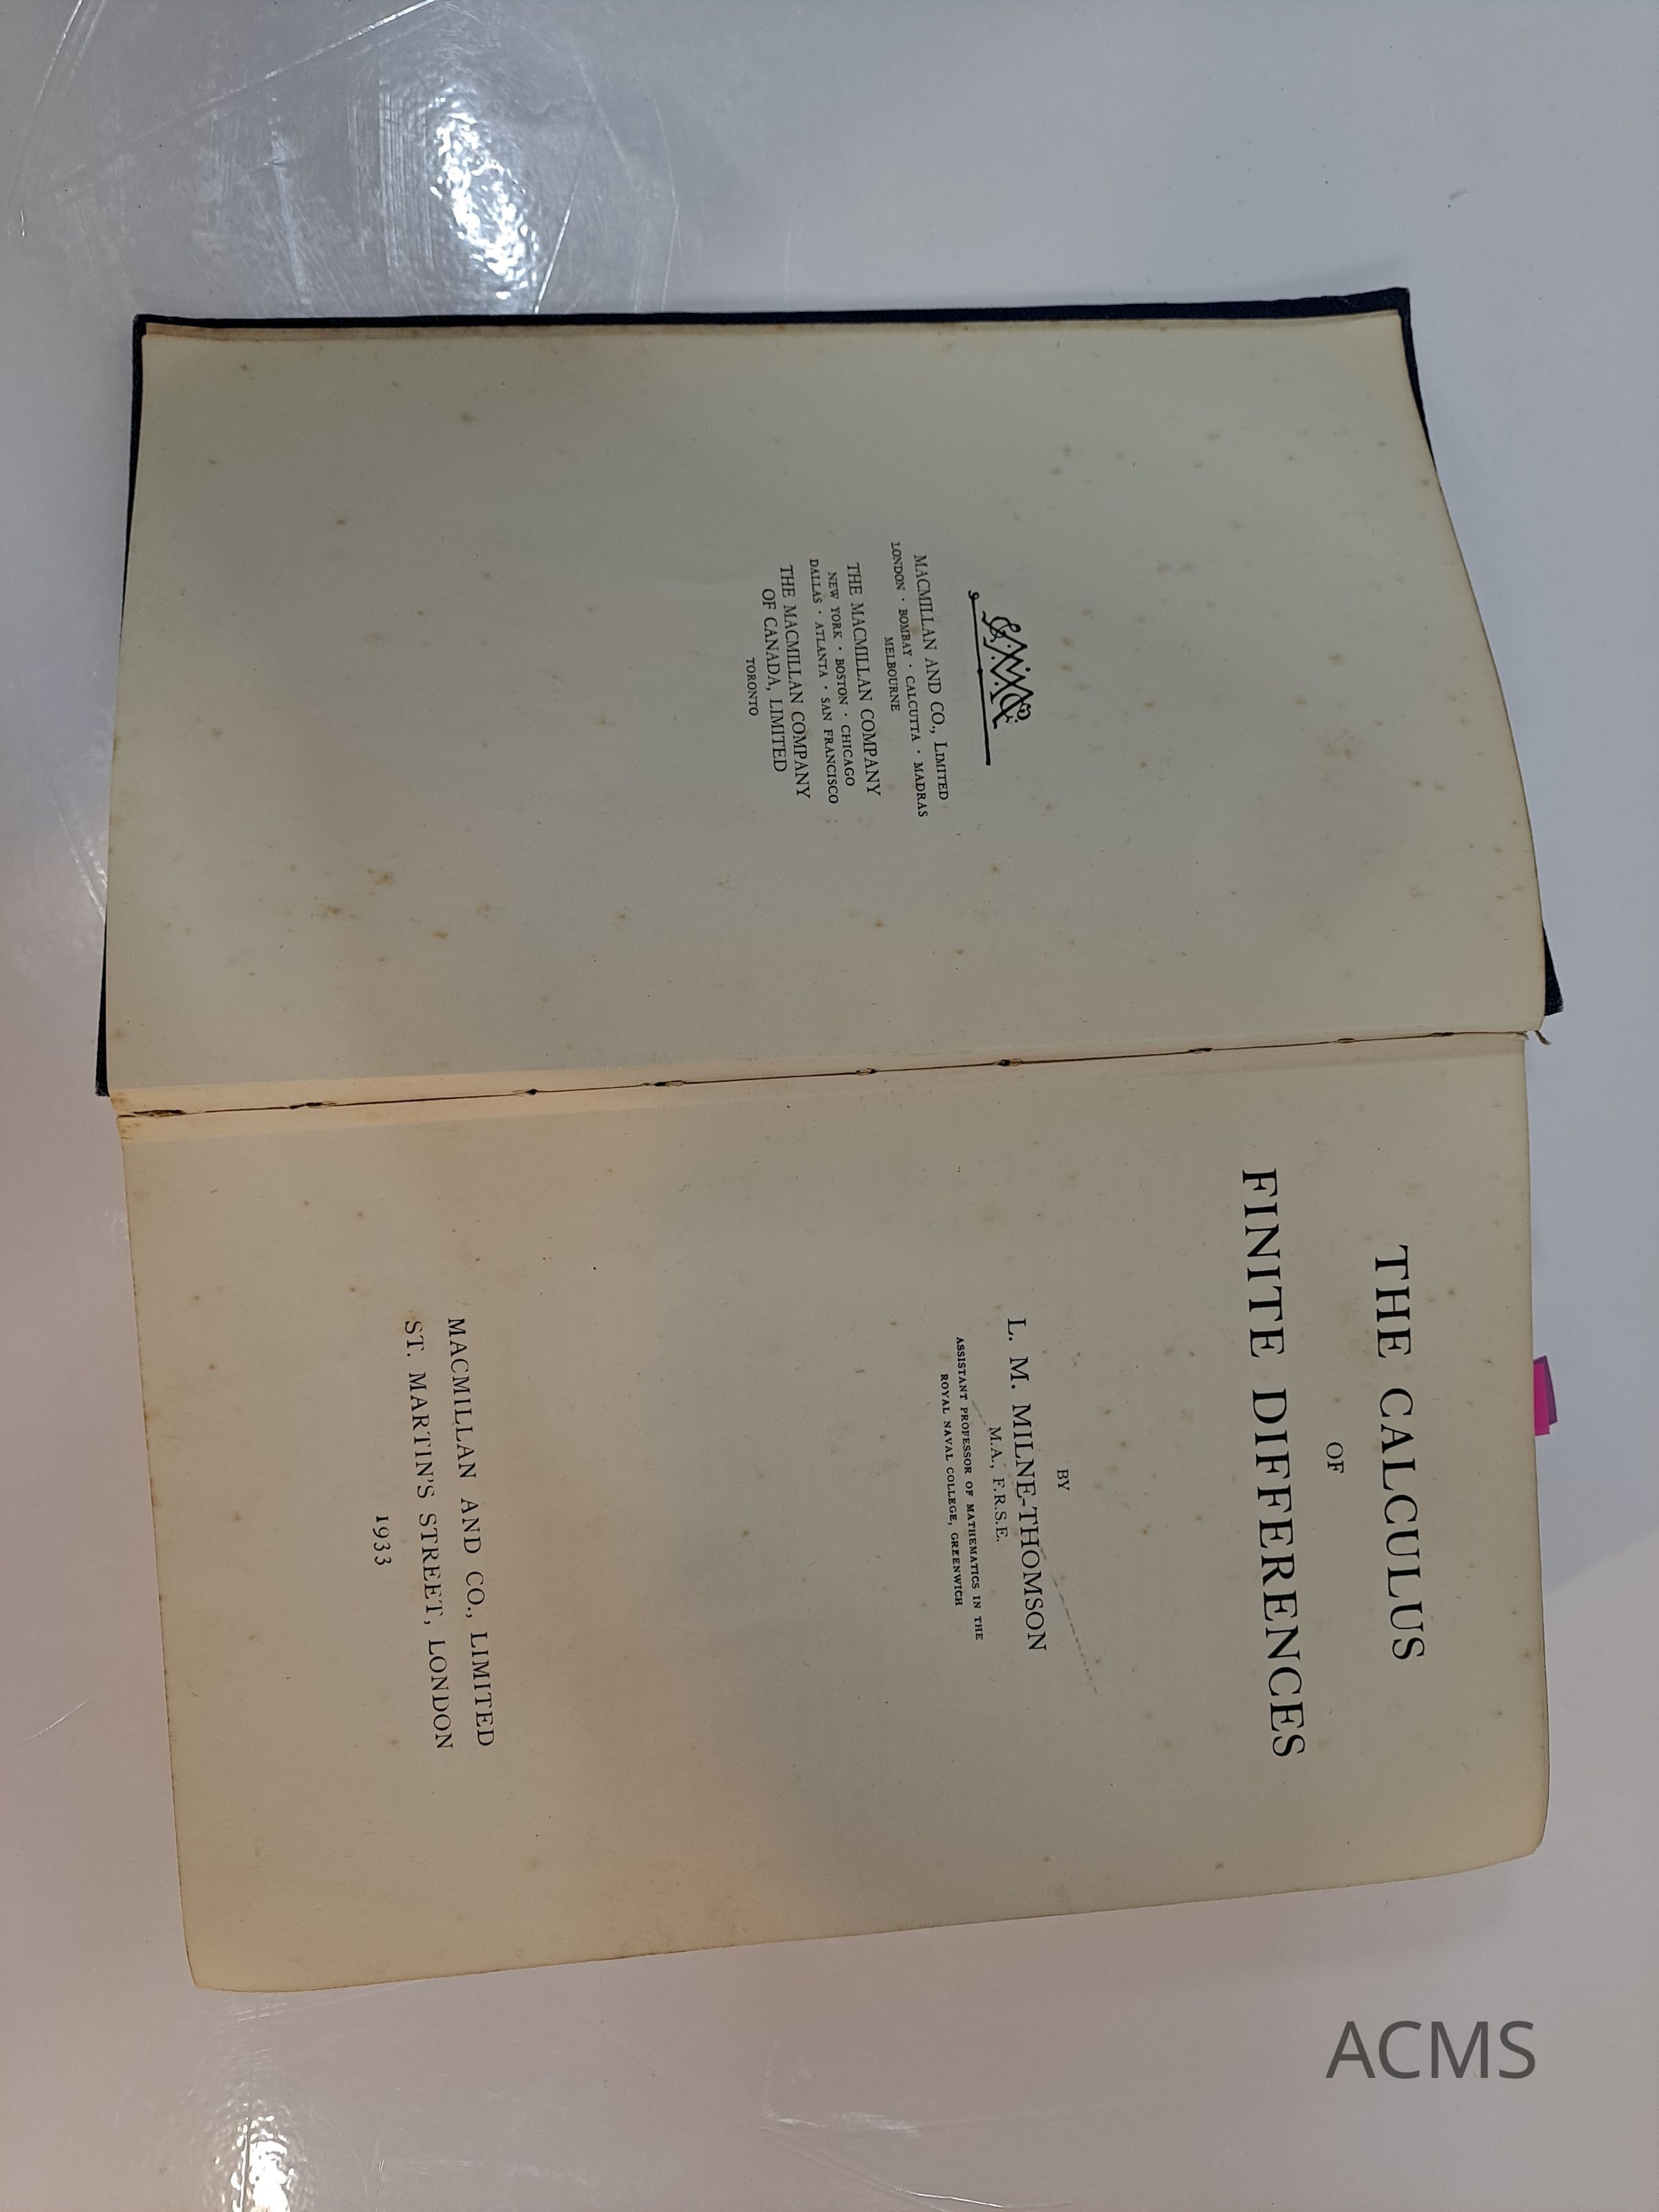 MACMILLAN AND CO., LIMITED
LONDON · BOMBAY · CALCUTTA · MADRAS
MELBOURNE
THE MACMILLAN COMPANY
NEW YORK · BOSTON · CHICAGO
DALLAS · ATLANTA · SAN FRANCISCO
THE MACMILLAN COMPANY
OF CANADA, LIMITED
TORONTO
THE CALCULUS
OF
FINITE DIFFERENCES
BY
L. M. MILNE-THOMSON
M.A., F.R.S.E.
ASSISTANT PROFESSOR OF MATHEMATICS IN THE
ROYAL NAVAL COLLEGE, GREENWICH
MACMILLAN AND CO., LIMITED
ST. MARTIN'S STREET, LONDON
1933
ACMS